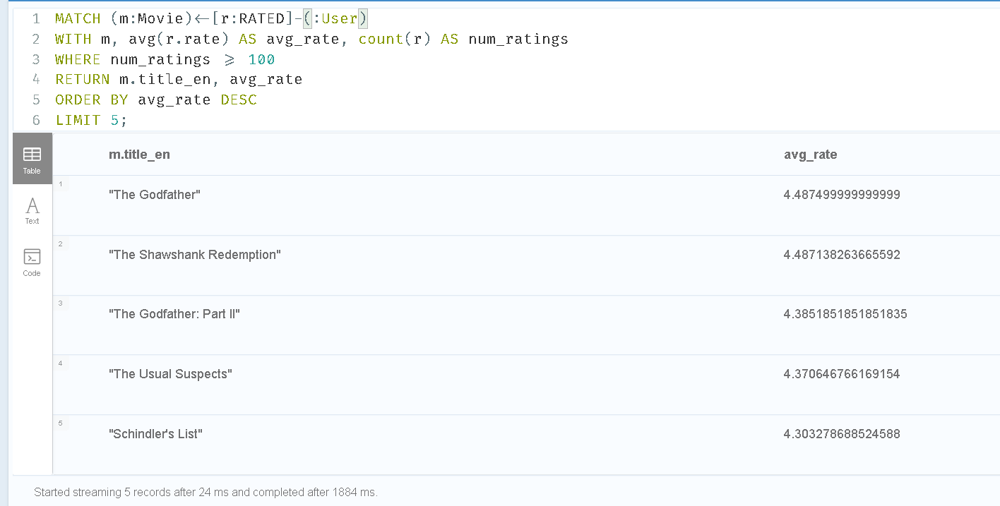 1 MATCH (m:Movie)<-[r:RATED]-(:User)
2 WITH m, avg(r.rate) AS avg_rate, count(r) AS num_ratings
3 WHERE num_ratings >= 100
4 RETURN m.title_en, avg_rate
5 ORDER BY avg_rate DESC
6 LIMIT 5;
Table
Text
Code
m.title_en avg_rate
1 "The Godfather" 4.487499999999999
2 "The Shawshank Redemption" 4.487138263665592
3 "The Godfather: Part II" 4.3851851851851835
4 "The Usual Suspects" 4.370646766169154
5 "Schindler's List" 4.303278688524588
Started streaming 5 records after 24 ms and completed after 1884 ms.